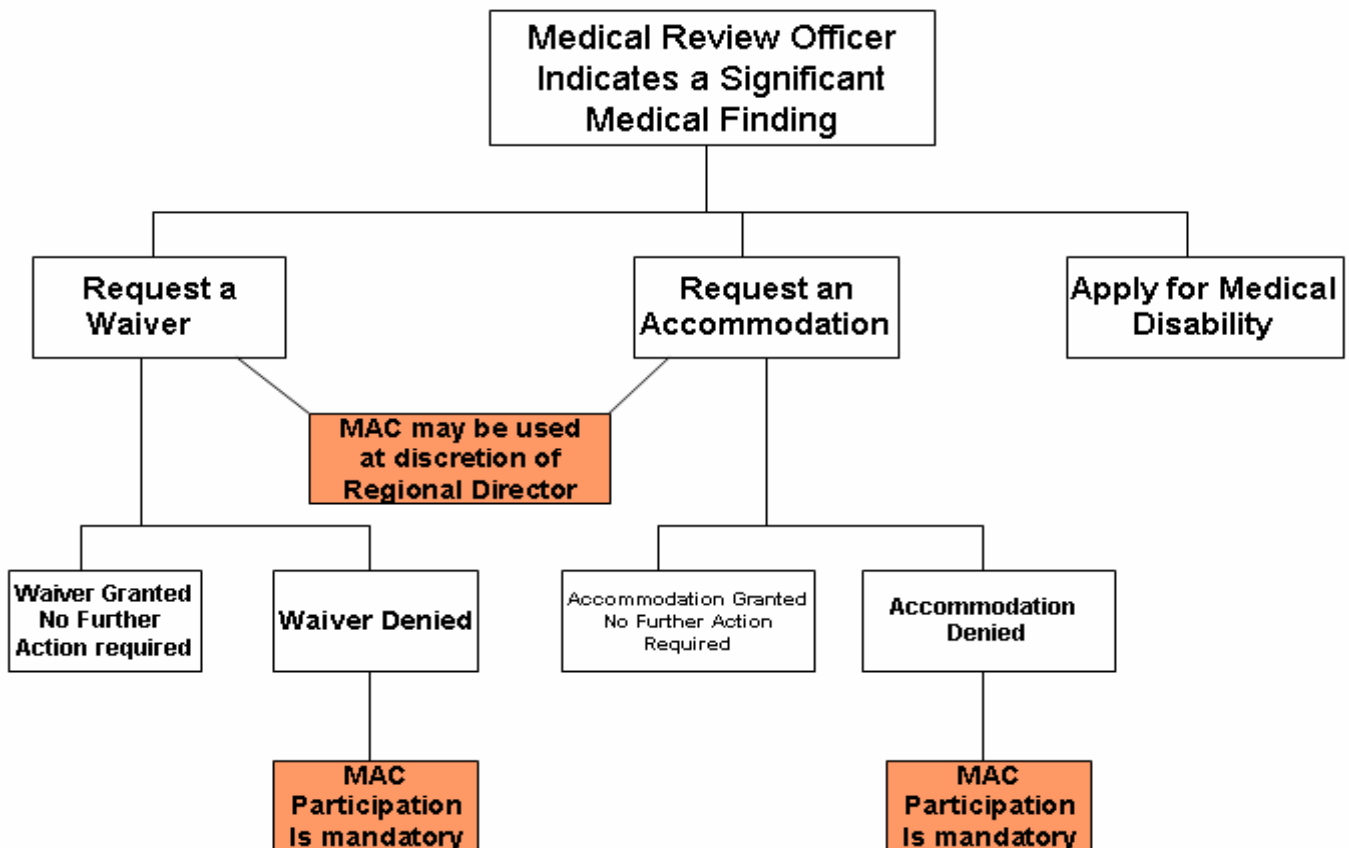 Medical Review Officer
Indicates a Significant
Medical Finding
Request a
Waiver
Request an
Accommodation
Apply for Medical
Disability
MAC may be used
at discretion of
Regional Director
Waiver Granted
No Further
Action required
Waiver Denied
Accommodation Granted
No Further Action
Required
Accommodation
Denied
MAC
Participation
Is mandatory
MAC
Participation
Is mandatory